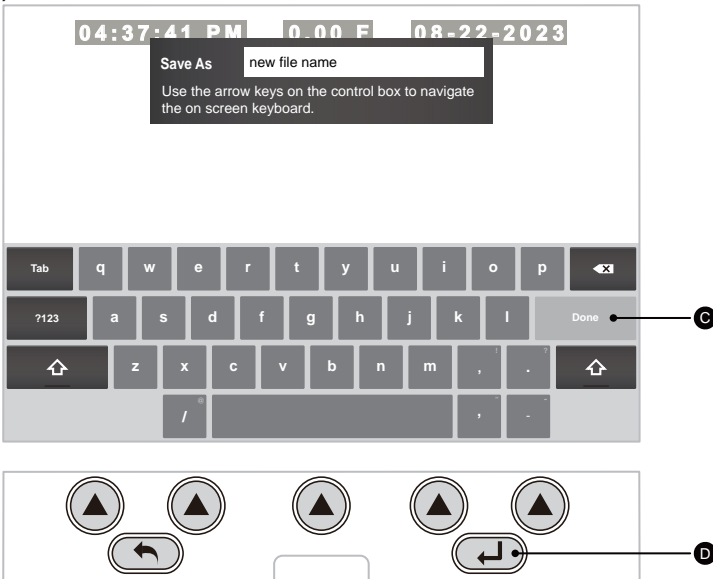 04:37:41 PM 0.00 F 08-22-2023
Save As new file name
Use the arrow keys on the control box to navigate
the on screen keyboard.
Tab q w e r t y u i o p
?123 a s d f g h j k l Done C
z x c v b n m , ! . ?
/ @ ' " - _
D